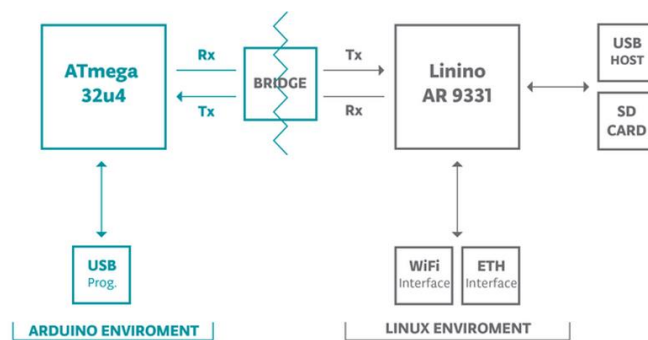 ATmega
32u4
Rx
Tx
BRIDGE
Tx
Rx
Linino
AR 9331
USB
HOST
SD
CARD
USB
Prog.
WiFi
Interface
ETH
Interface
ARDUINO ENVIROMENT
LINUX ENVIROMENT